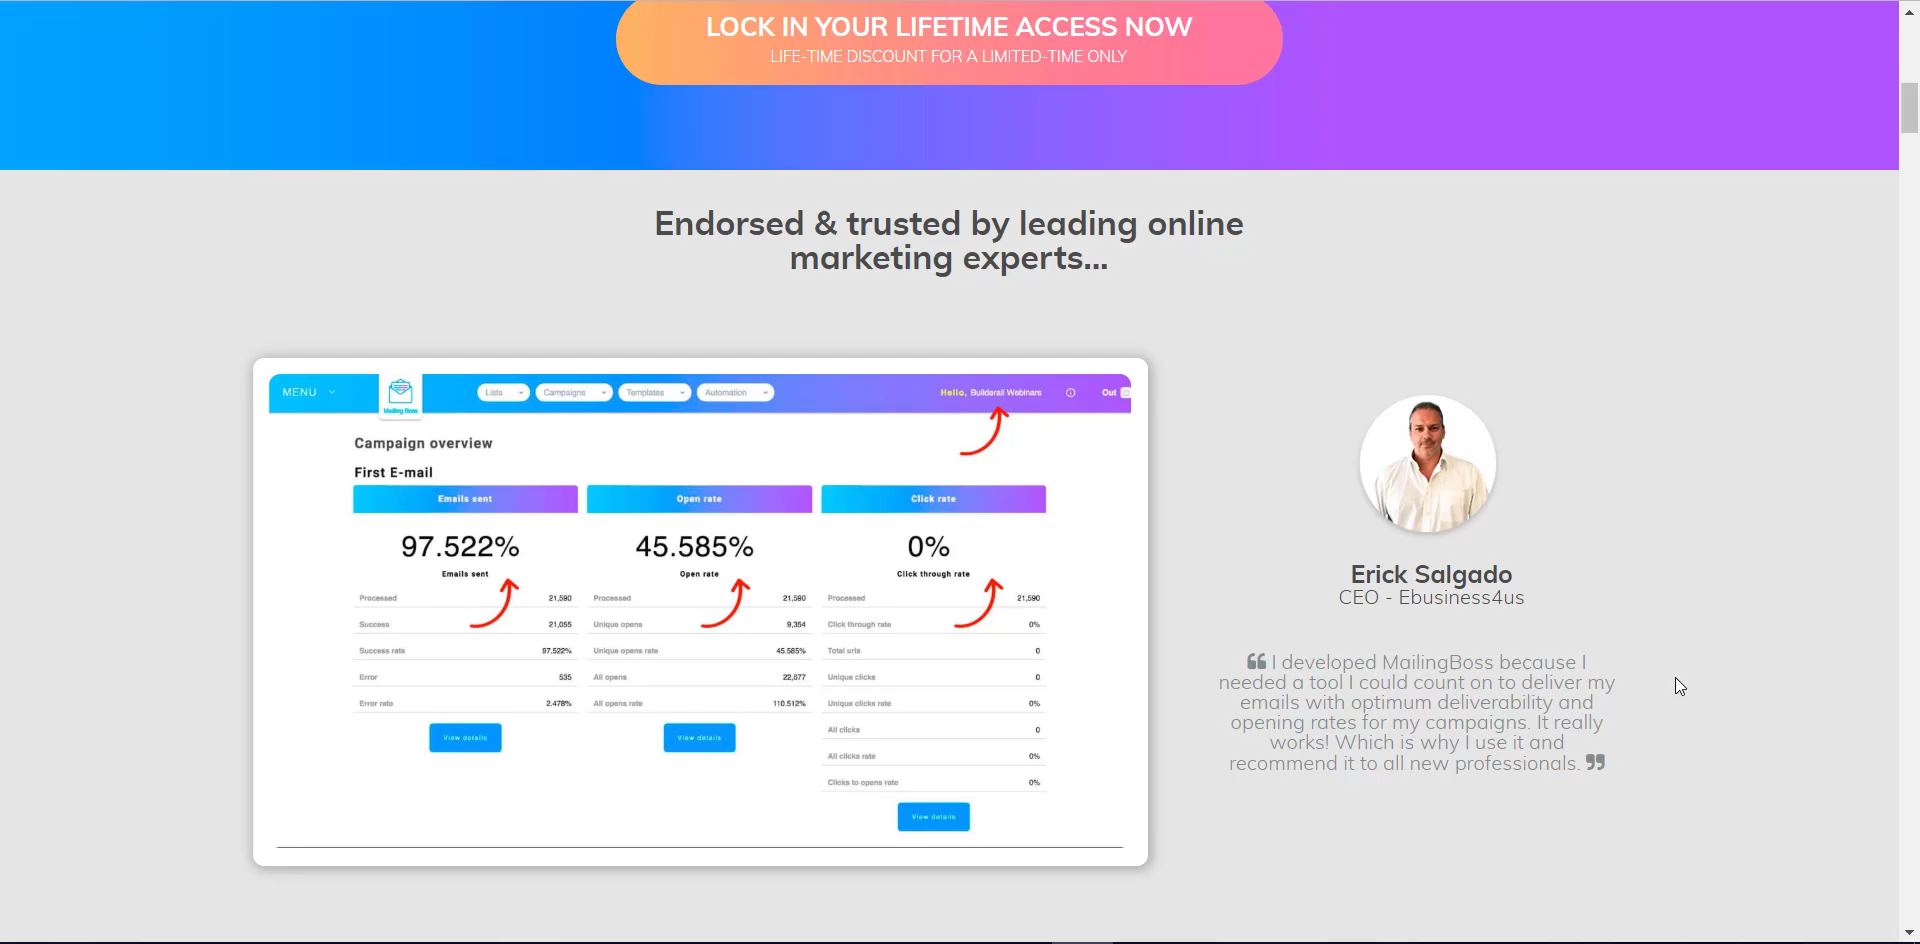 LOCK IN YOUR LIFETIME ACCESS NOW
LIFE-TIME DISCOUNT FOR A LIMITED-TIME ONLY
Endorsed & trusted by leading online
marketing experts...
MENU
Mailing Boss
Lists
Campaigns
Templates
Automation
Hello, Builderall Webinars
Out
Campaign overview
First E-mail
Emails sent
97.522%
Emails sent
Processed 21,590
Success 21,055
Success rate 97.522%
Error 535
Error rate 2.478%
View details
Open rate
45.585%
Open rate
Processed 21,590
Unique opens 9,354
Unique opens rate 45.585%
All opens 22,677
All opens rate 110.512%
View details
Click rate
0%
Click through rate
Processed 21,590
Click through rate 0%
Total urls 0
Unique clicks 0
Unique clicks rate 0%
All clicks 0
All clicks rate 0%
Clicks to opens rate 0%
View details
Erick Salgado
CEO - Ebusiness4us
❝ I developed MailingBoss because I
needed a tool I could count on to deliver my
emails with optimum deliverability and
opening rates for my campaigns. It really
works! Which is why I use it and
recommend it to all new professionals. ❞